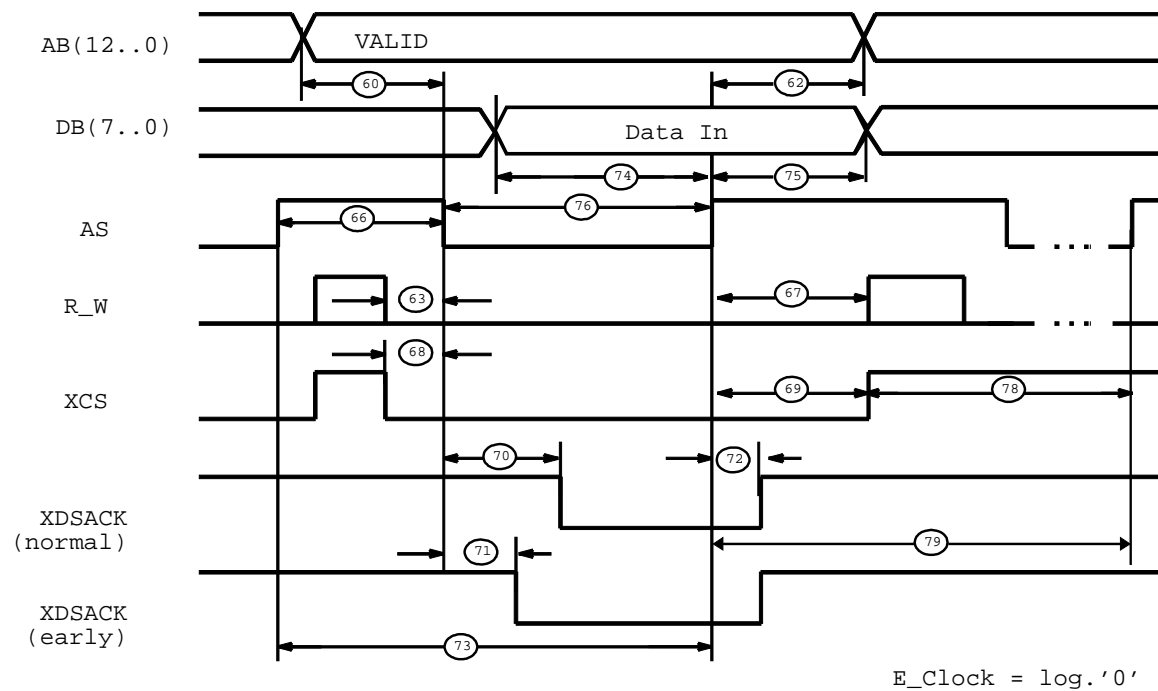 AB(12..0)
VALID
60
62
DB(7..0)
Data In
74
75
76
66
AS
63
67
R_W
68
69
78
XCS
70
72
XDSACK
(normal)
71
79
XDSACK
(early)
73
E_Clock = log.'0'